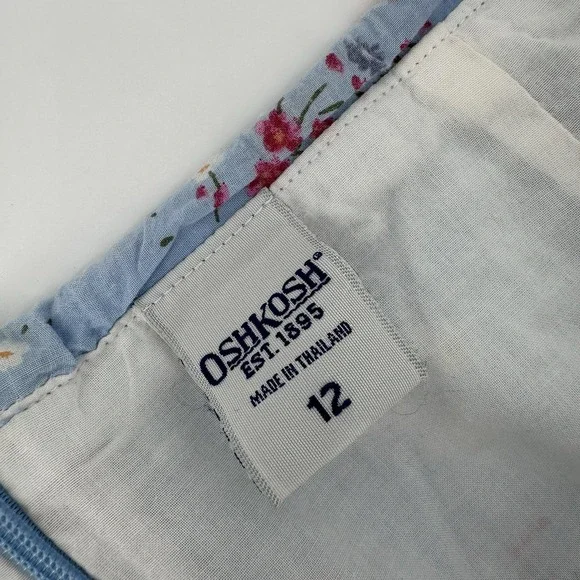 OSHKOSH®
EST. 1895
MADE IN THAILAND
12